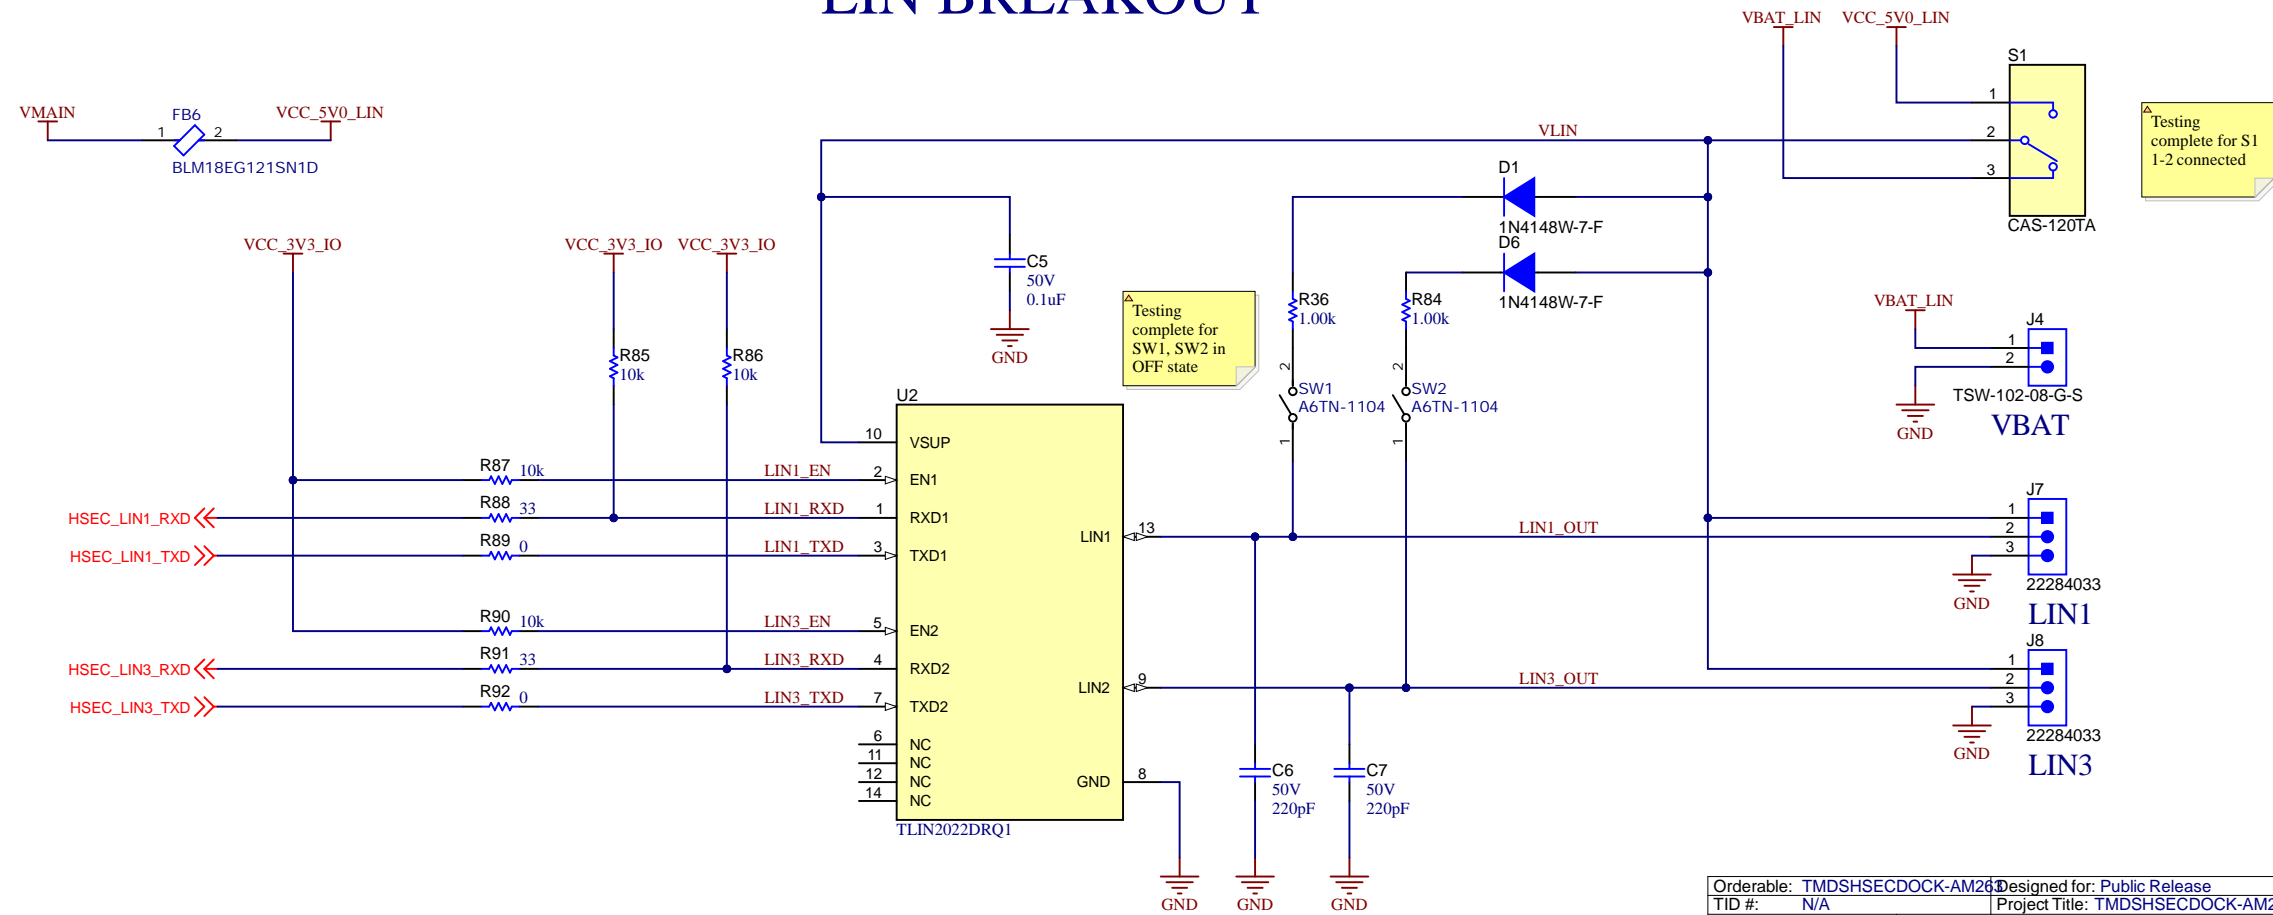 LIN BREAKOUT
VBAT_LIN VCC_5V0_LIN
S1
1
2
3
CAS-120TA
Testing
complete for S1
1-2 connected
VMAIN
FB6
1 2
VCC_5V0_LIN
BLM18EG121SN1D
VLIN
D1
1N4148W-7-F
D6
1N4148W-7-F
VCC_3V3_IO VCC_3V3_IO VCC_3V3_IO
C5
50V
0.1uF
GND
Testing
complete for
SW1, SW2 in
OFF state
R36
1.00k
R84
1.00k
2
SW1
A6TN-1104
1
2
SW2
A6TN-1104
1
R85
10k
R86
10k
VBAT_LIN
J4
1
2
TSW-102-08-G-S
GND
VBAT
U2
10 VSUP
R87 10k LIN1_EN 2 EN1
HSEC_LIN1_RXD R88 33 LIN1_RXD 1 RXD1
HSEC_LIN1_TXD R89 0 LIN1_TXD 3 TXD1
R90 10k LIN3_EN 5 EN2
HSEC_LIN3_RXD R91 33 LIN3_RXD 4 RXD2
HSEC_LIN3_TXD R92 0 LIN3_TXD 7 TXD2
6 NC
11 NC
12 NC
14 NC
LIN1 13 LIN1_OUT
LIN2 9 LIN3_OUT
GND 8
TLIN2022DRQ1
J7
1
2
3
22284033
GND
LIN1
J8
1
2
3
22284033
GND
LIN3
C6
50V
220pF
C7
50V
220pF
GND GND GND
Orderable: TMDSHSECDOCK-AM263 Designed for: Public Release
TID #: N/A Project Title: TMDSHSECDOCK-AM2